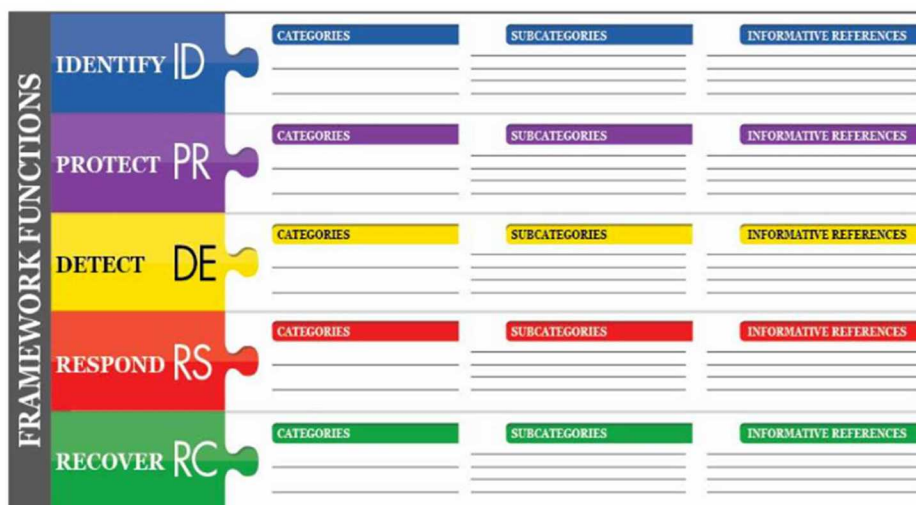 FRAMEWORK FUNCTIONS
IDENTIFY ID
CATEGORIES SUBCATEGORIES INFORMATIVE REFERENCES
PROTECT PR
CATEGORIES SUBCATEGORIES INFORMATIVE REFERENCES
DETECT DE
CATEGORIES SUBCATEGORIES INFORMATIVE REFERENCES
RESPOND RS
CATEGORIES SUBCATEGORIES INFORMATIVE REFERENCES
RECOVER RC
CATEGORIES SUBCATEGORIES INFORMATIVE REFERENCES